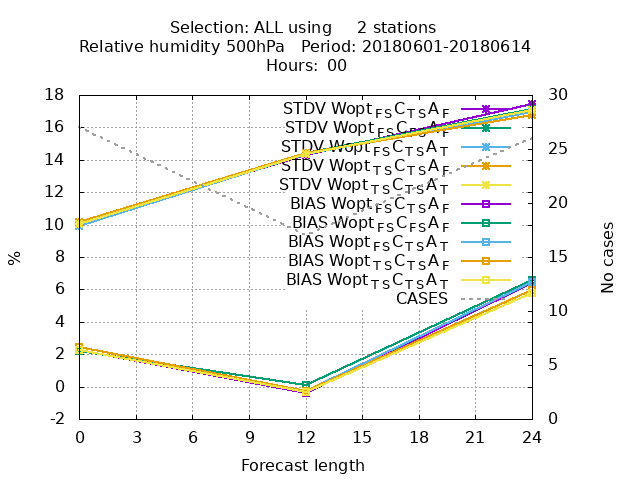 Selection: ALL using 2 stations
Relative humidity 500hPa Period: 20180601-20180614
Hours: 00
18
16
14
12
10
8
6
4
2
0
-2
%
STDV Wopt FS C TS A F
STDV Wopt FS C FS A F
STDV Wopt FS C TS A T
STDV Wopt TS C TS A F
STDV Wopt TS C TS A T
BIAS Wopt FS C TS A F
BIAS Wopt FS C FS A F
BIAS Wopt FS C TS A T
BIAS Wopt TS C TS A F
BIAS Wopt TS C TS A T
CASES
30
25
20
15
10
5
0
No cases
0 3 6 9 12 15 18 21 24
Forecast length